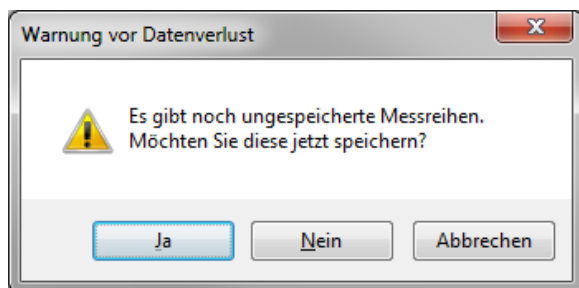 Warnung vor Datenverlust
Es gibt noch ungespeicherte Messreihen.
Möchten Sie diese jetzt speichern?
Ja Nein Abbrechen